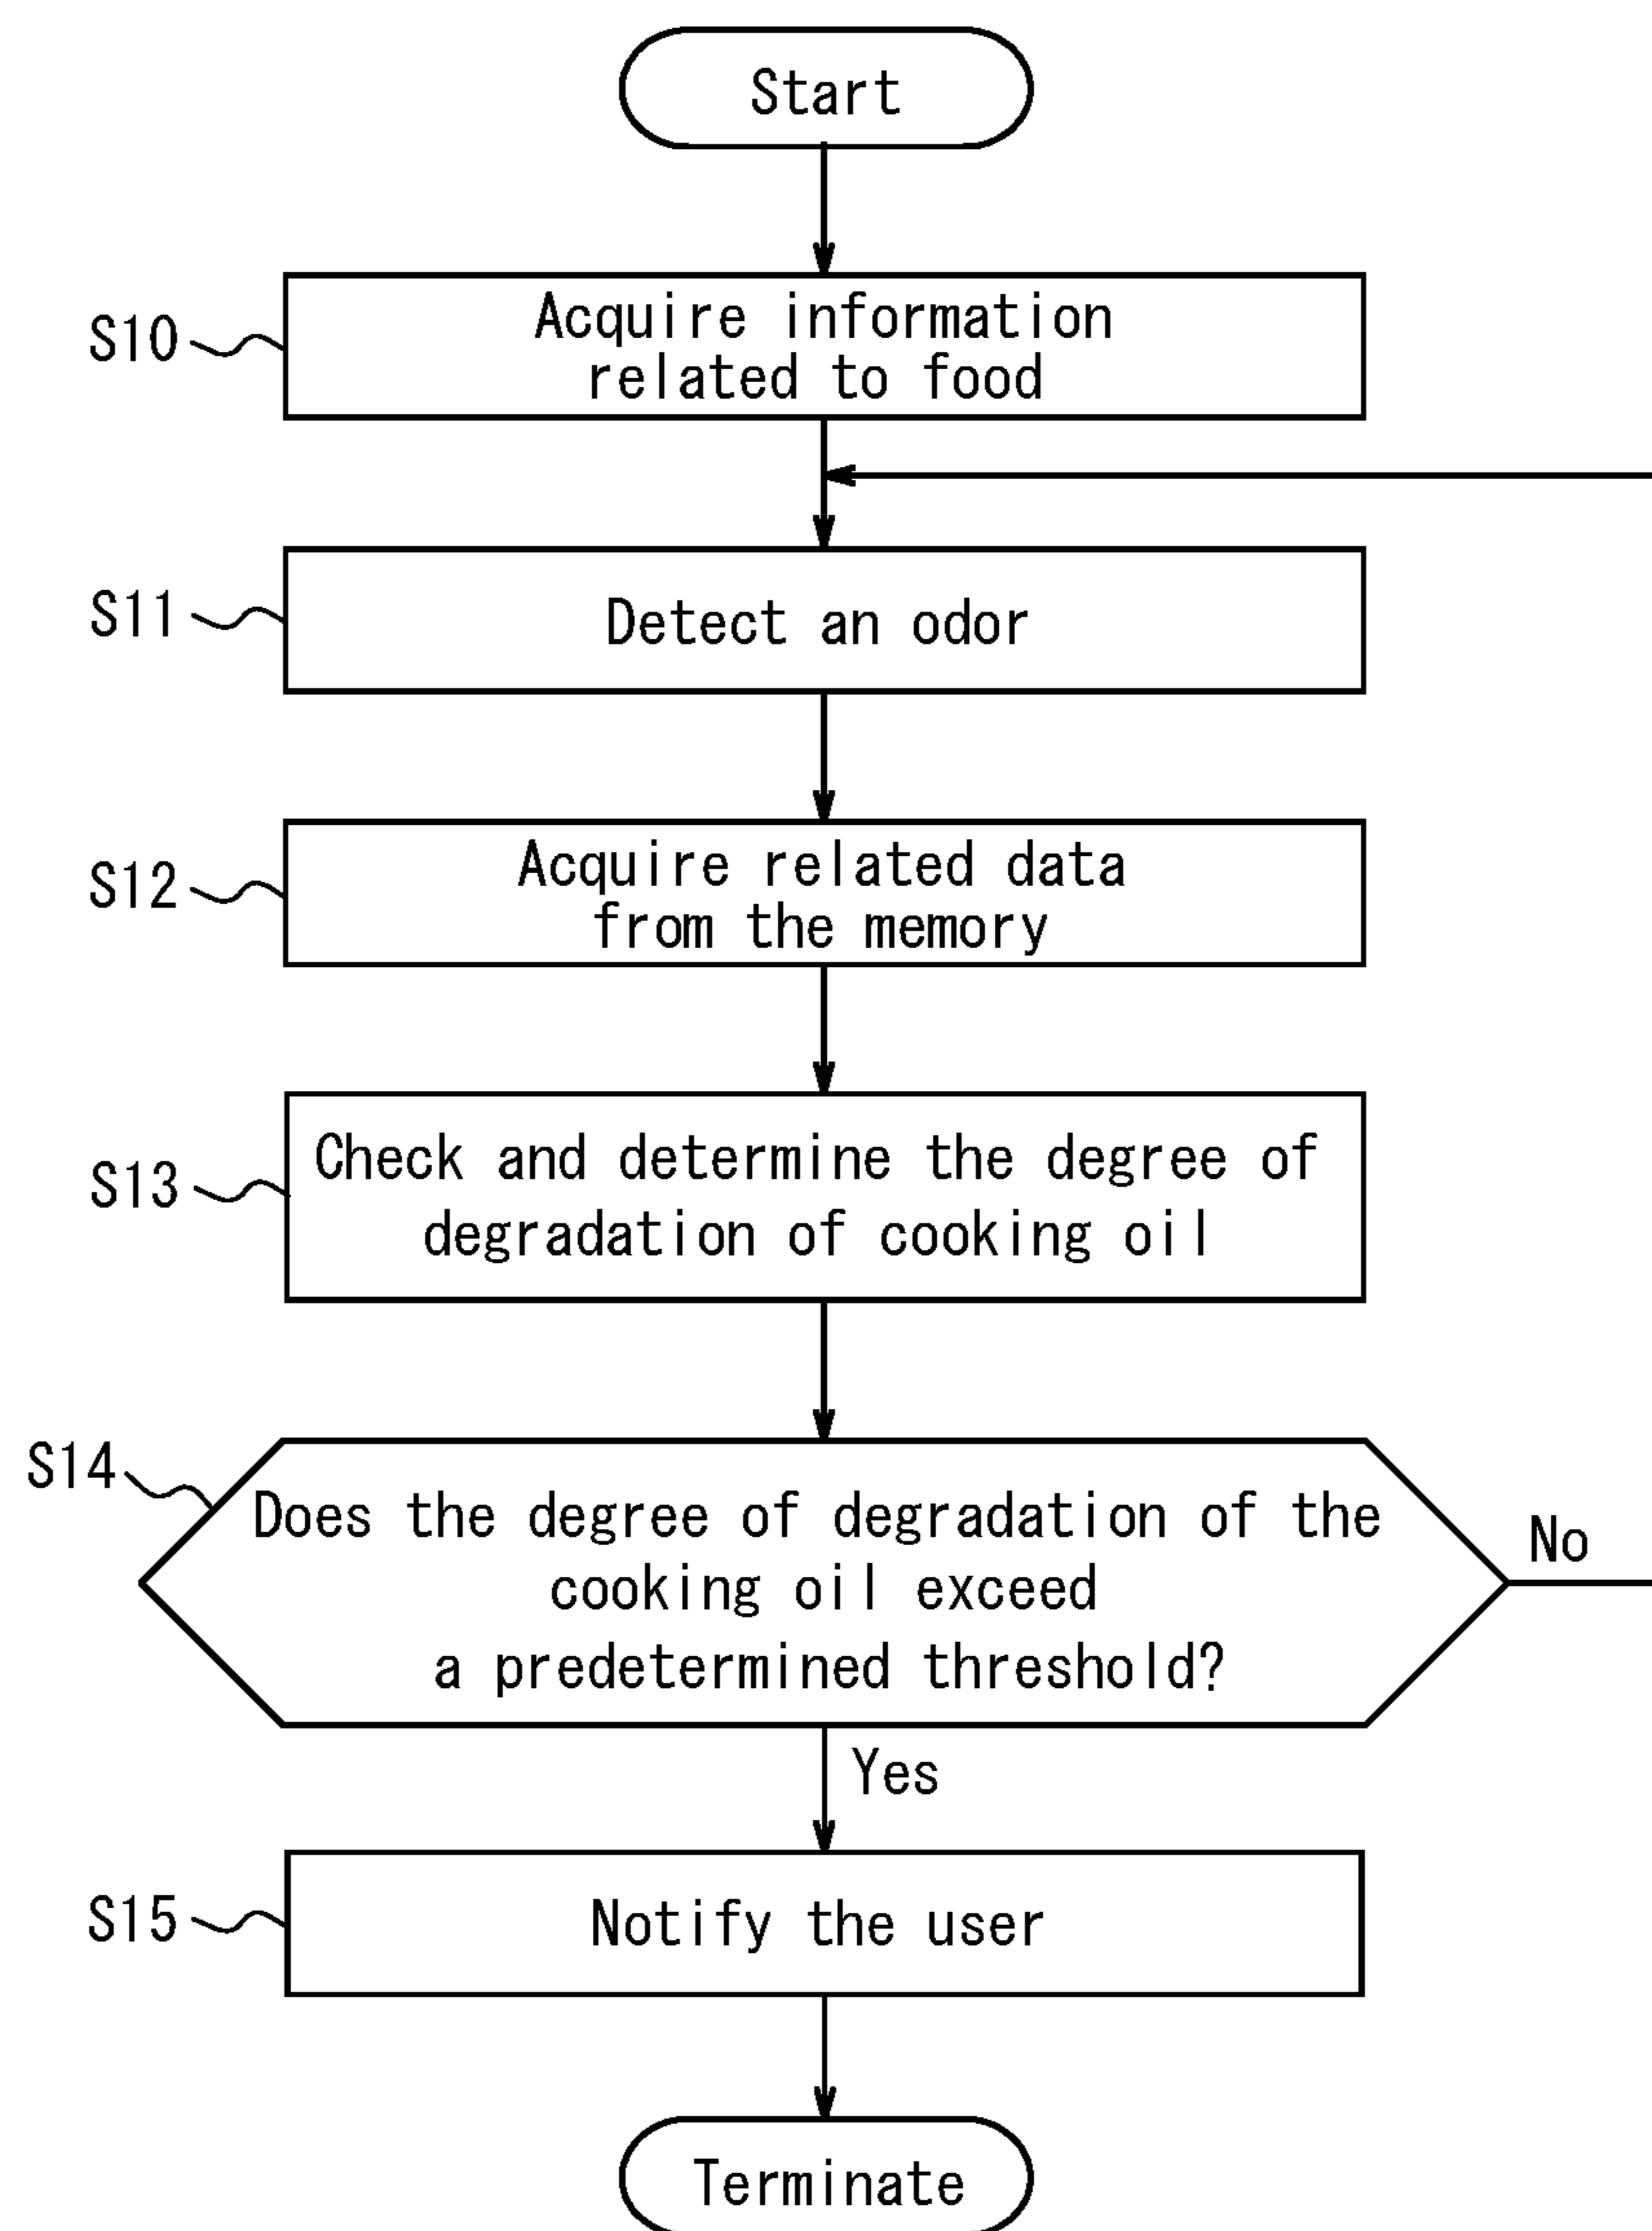 Start
S10
Acquire information
related to food
S11
Detect an odor
S12
Acquire related data
from the memory
S13
Check and determine the degree of
degradation of cooking oil
S14
Does the degree of degradation of the
cooking oil exceed
a predetermined threshold?
No
Yes
S15
Notify the user
Terminate